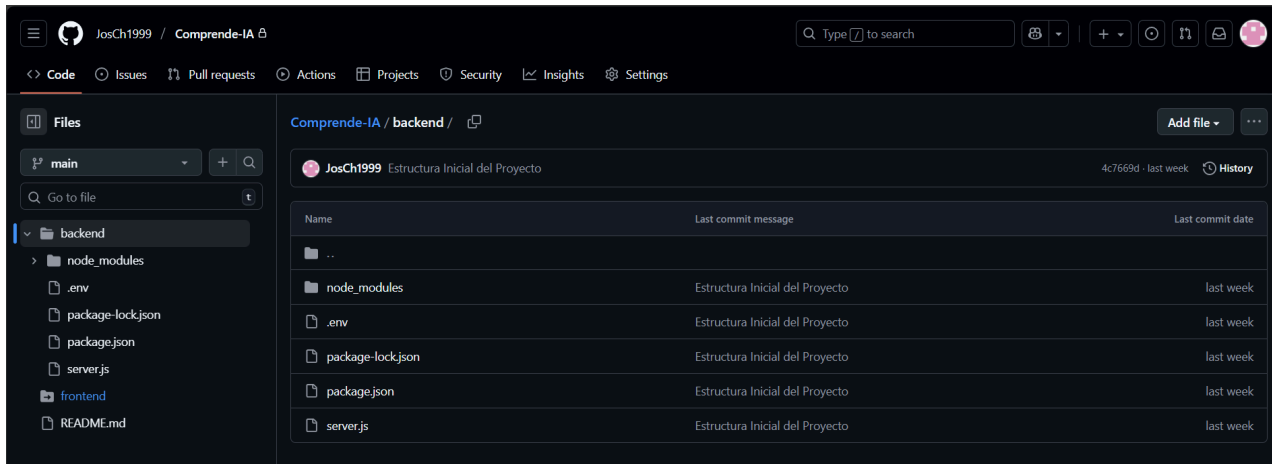 JosCh1999 / Comprende-IA
Type / to search
Code Issues Pull requests Actions Projects Security Insights Settings
Files
main
Go to file t
backend
node_modules
.env
package-lock.json
package.json
server.js
frontend
README.md
Comprende-IA / backend /
Add file
JosCh1999 Estructura Inicial del Proyecto 4c7669d · last week History
Name Last commit message Last commit date
..
node_modules Estructura Inicial del Proyecto last week
.env Estructura Inicial del Proyecto last week
package-lock.json Estructura Inicial del Proyecto last week
package.json Estructura Inicial del Proyecto last week
server.js Estructura Inicial del Proyecto last week